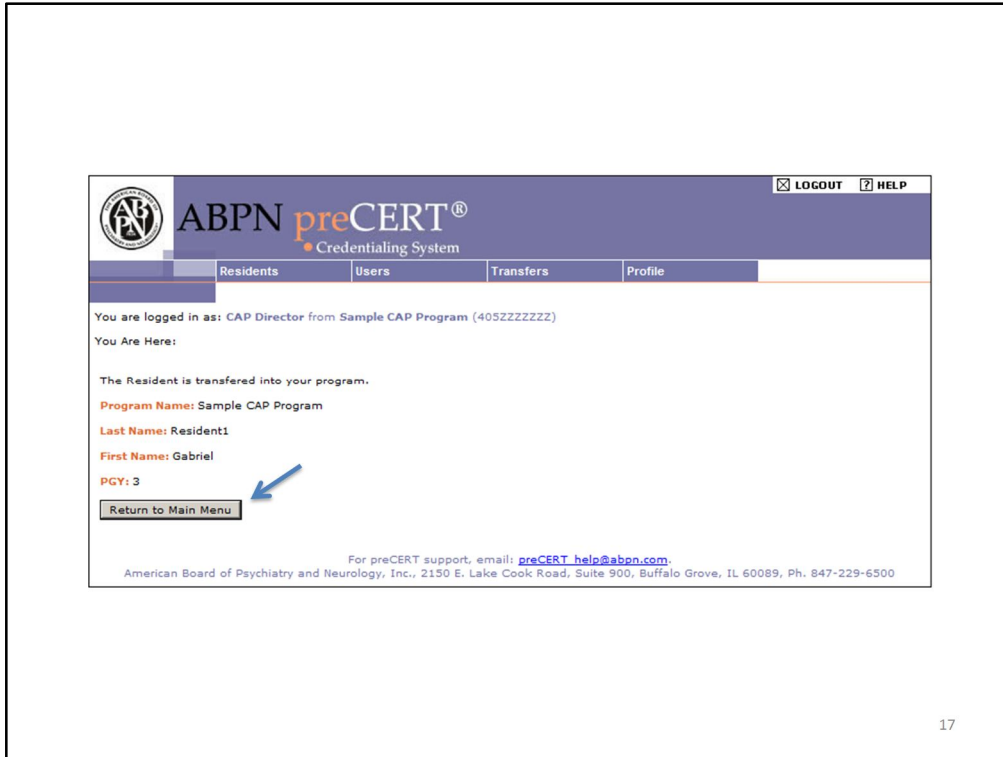 LOGOUT ? HELP
ABPN preCERT®
Credentialing System
Residents Users Transfers Profile
You are logged in as: CAP Director from Sample CAP Program (405ZZZZZZZ)
You Are Here:
The Resident is transfered into your program.
Program Name: Sample CAP Program
Last Name: Resident1
First Name: Gabriel
PGY: 3
Return to Main Menu
For preCERT support, email: preCERT_help@abpn.com.
American Board of Psychiatry and Neurology, Inc., 2150 E. Lake Cook Road, Suite 900, Buffalo Grove, IL 60089, Ph. 847-229-6500
17